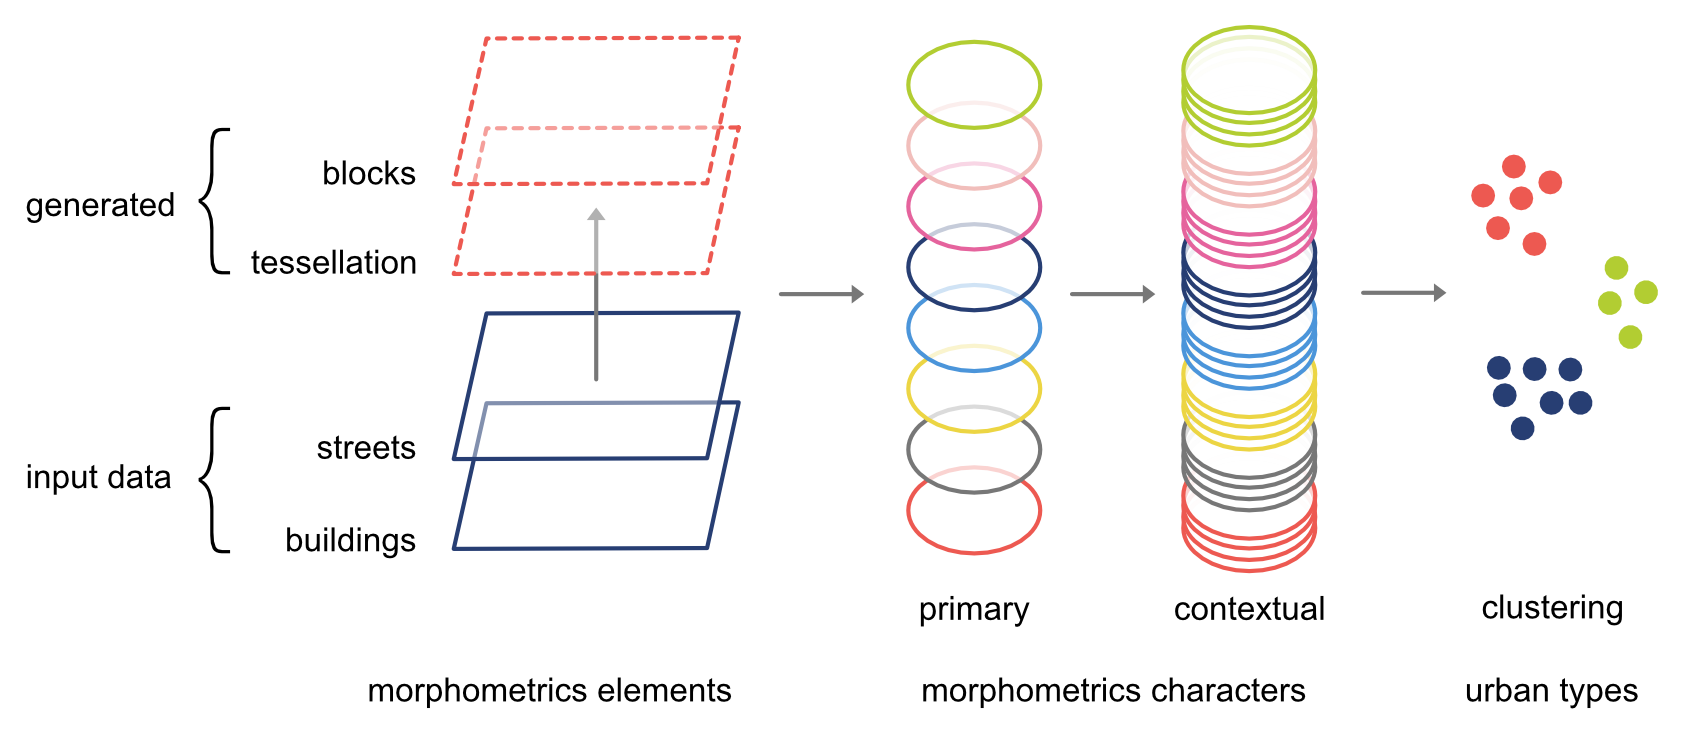 blocks
generated
tessellation
streets
input data
buildings
primary
contextual
clustering
morphometrics elements
morphometrics characters
urban types